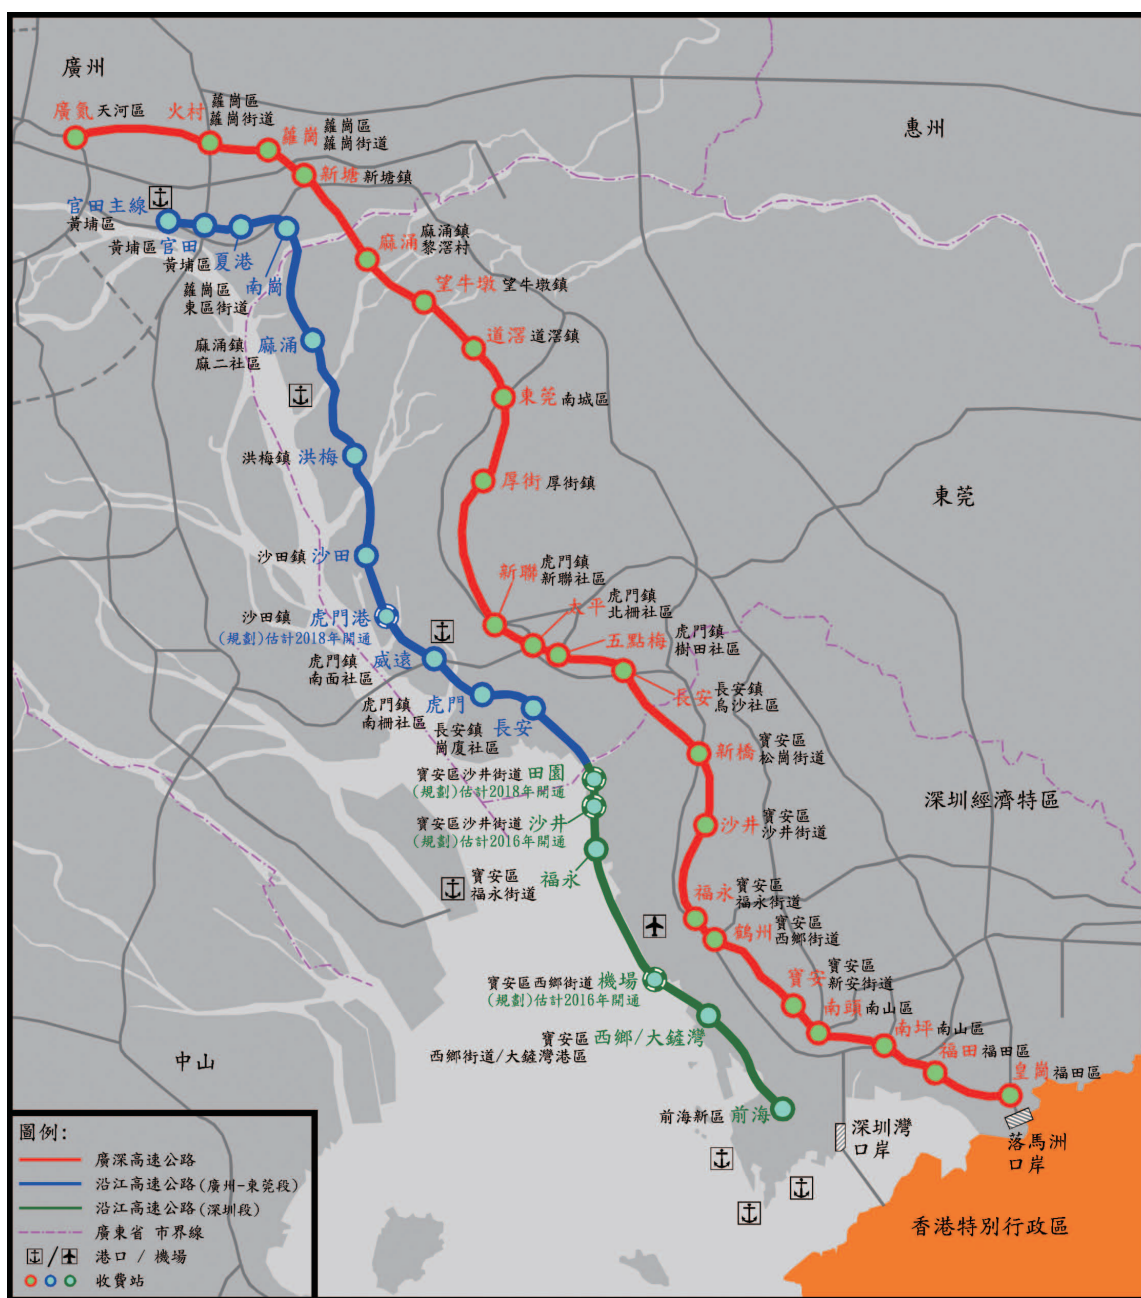 廣州
廣氮 天河區
火村 蘿崗區
蘿崗街道
蘿崗 蘿崗區
蘿崗街道
新塘 新塘鎮
惠州
官田主線
黃埔區
黃埔區 官田
黃埔區 夏港
蘿崗區
東區街道
南崗
麻涌 麻涌鎮
黎滘村
望牛墩 望牛墩鎮
道滘 道滘鎮
麻涌鎮
麻二社區
麻涌
東莞 南城區
洪梅鎮 洪梅
厚街 厚街鎮
東莞
沙田鎮 沙田
新聯 虎門鎮
新聯社區
太平 虎門鎮
北柵社區
沙田鎮 虎門港
(規劃)估計2018年開通
五點梅 虎門鎮
樹田社區
虎門鎮
南面社區
威遠
長安 長安鎮
烏沙社區
虎門鎮
南柵社區
虎門
長安鎮
崗廈社區
長安
新橋 寶安區
松崗街道
寶安區沙井街道 田園
(規劃)估計2018年開通
深圳經濟特區
寶安區沙井街道 沙井
(規劃)估計2016年開通
沙井 寶安區
沙井街道
寶安區
福永街道
福永
福永 寶安區
福永街道
鶴州 寶安區
西鄉街道
寶安區西鄉街道 機場
(規劃)估計2016年開通
寶安 寶安區
新安街道
南頭 南山區
寶安區
西鄉街道/大鏟灣港區
西鄉/大鏟灣
南坪 南山區
福田 福田區
皇崗 福田區
中山
前海新區 前海
深圳灣
口岸
落馬洲
口岸
香港特別行政區
圖例:
廣深高速公路
沿江高速公路(廣州-東莞段)
沿江高速公路(深圳段)
廣東省 市界線
/ 港口 / 機場
收費站